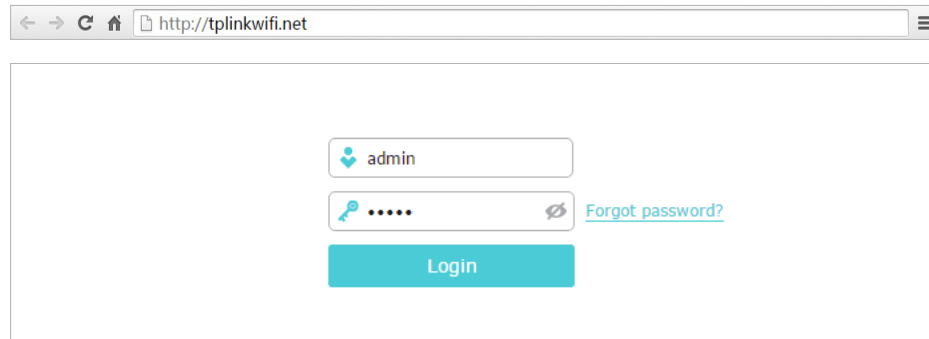 http://tplinkwifi.net
admin
•••••
Forgot password?
Login